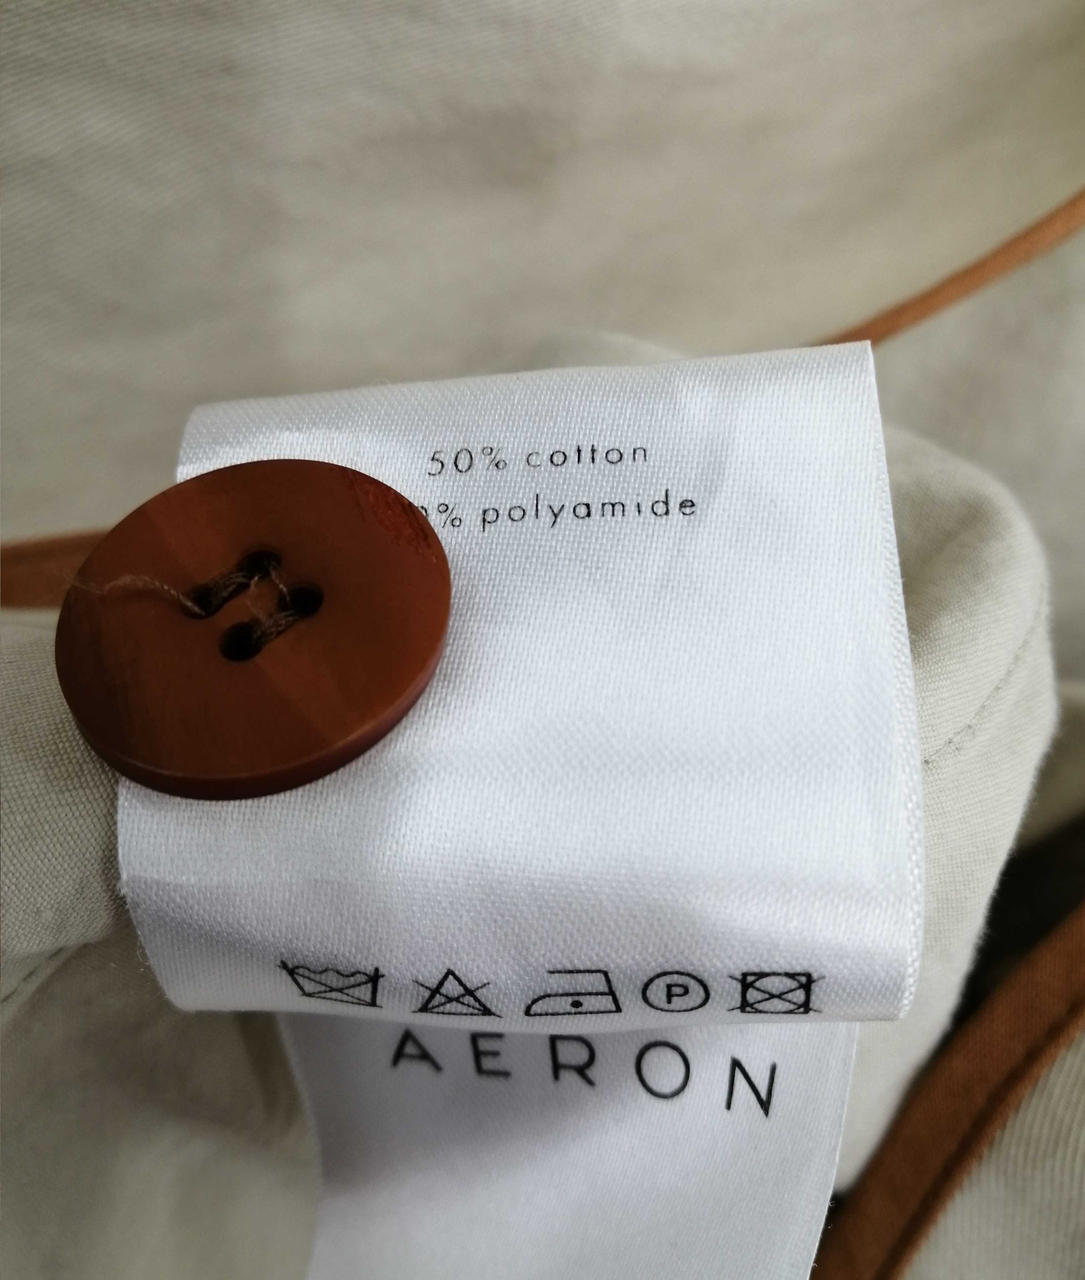 50% cotton
% polyamide
P
AERON